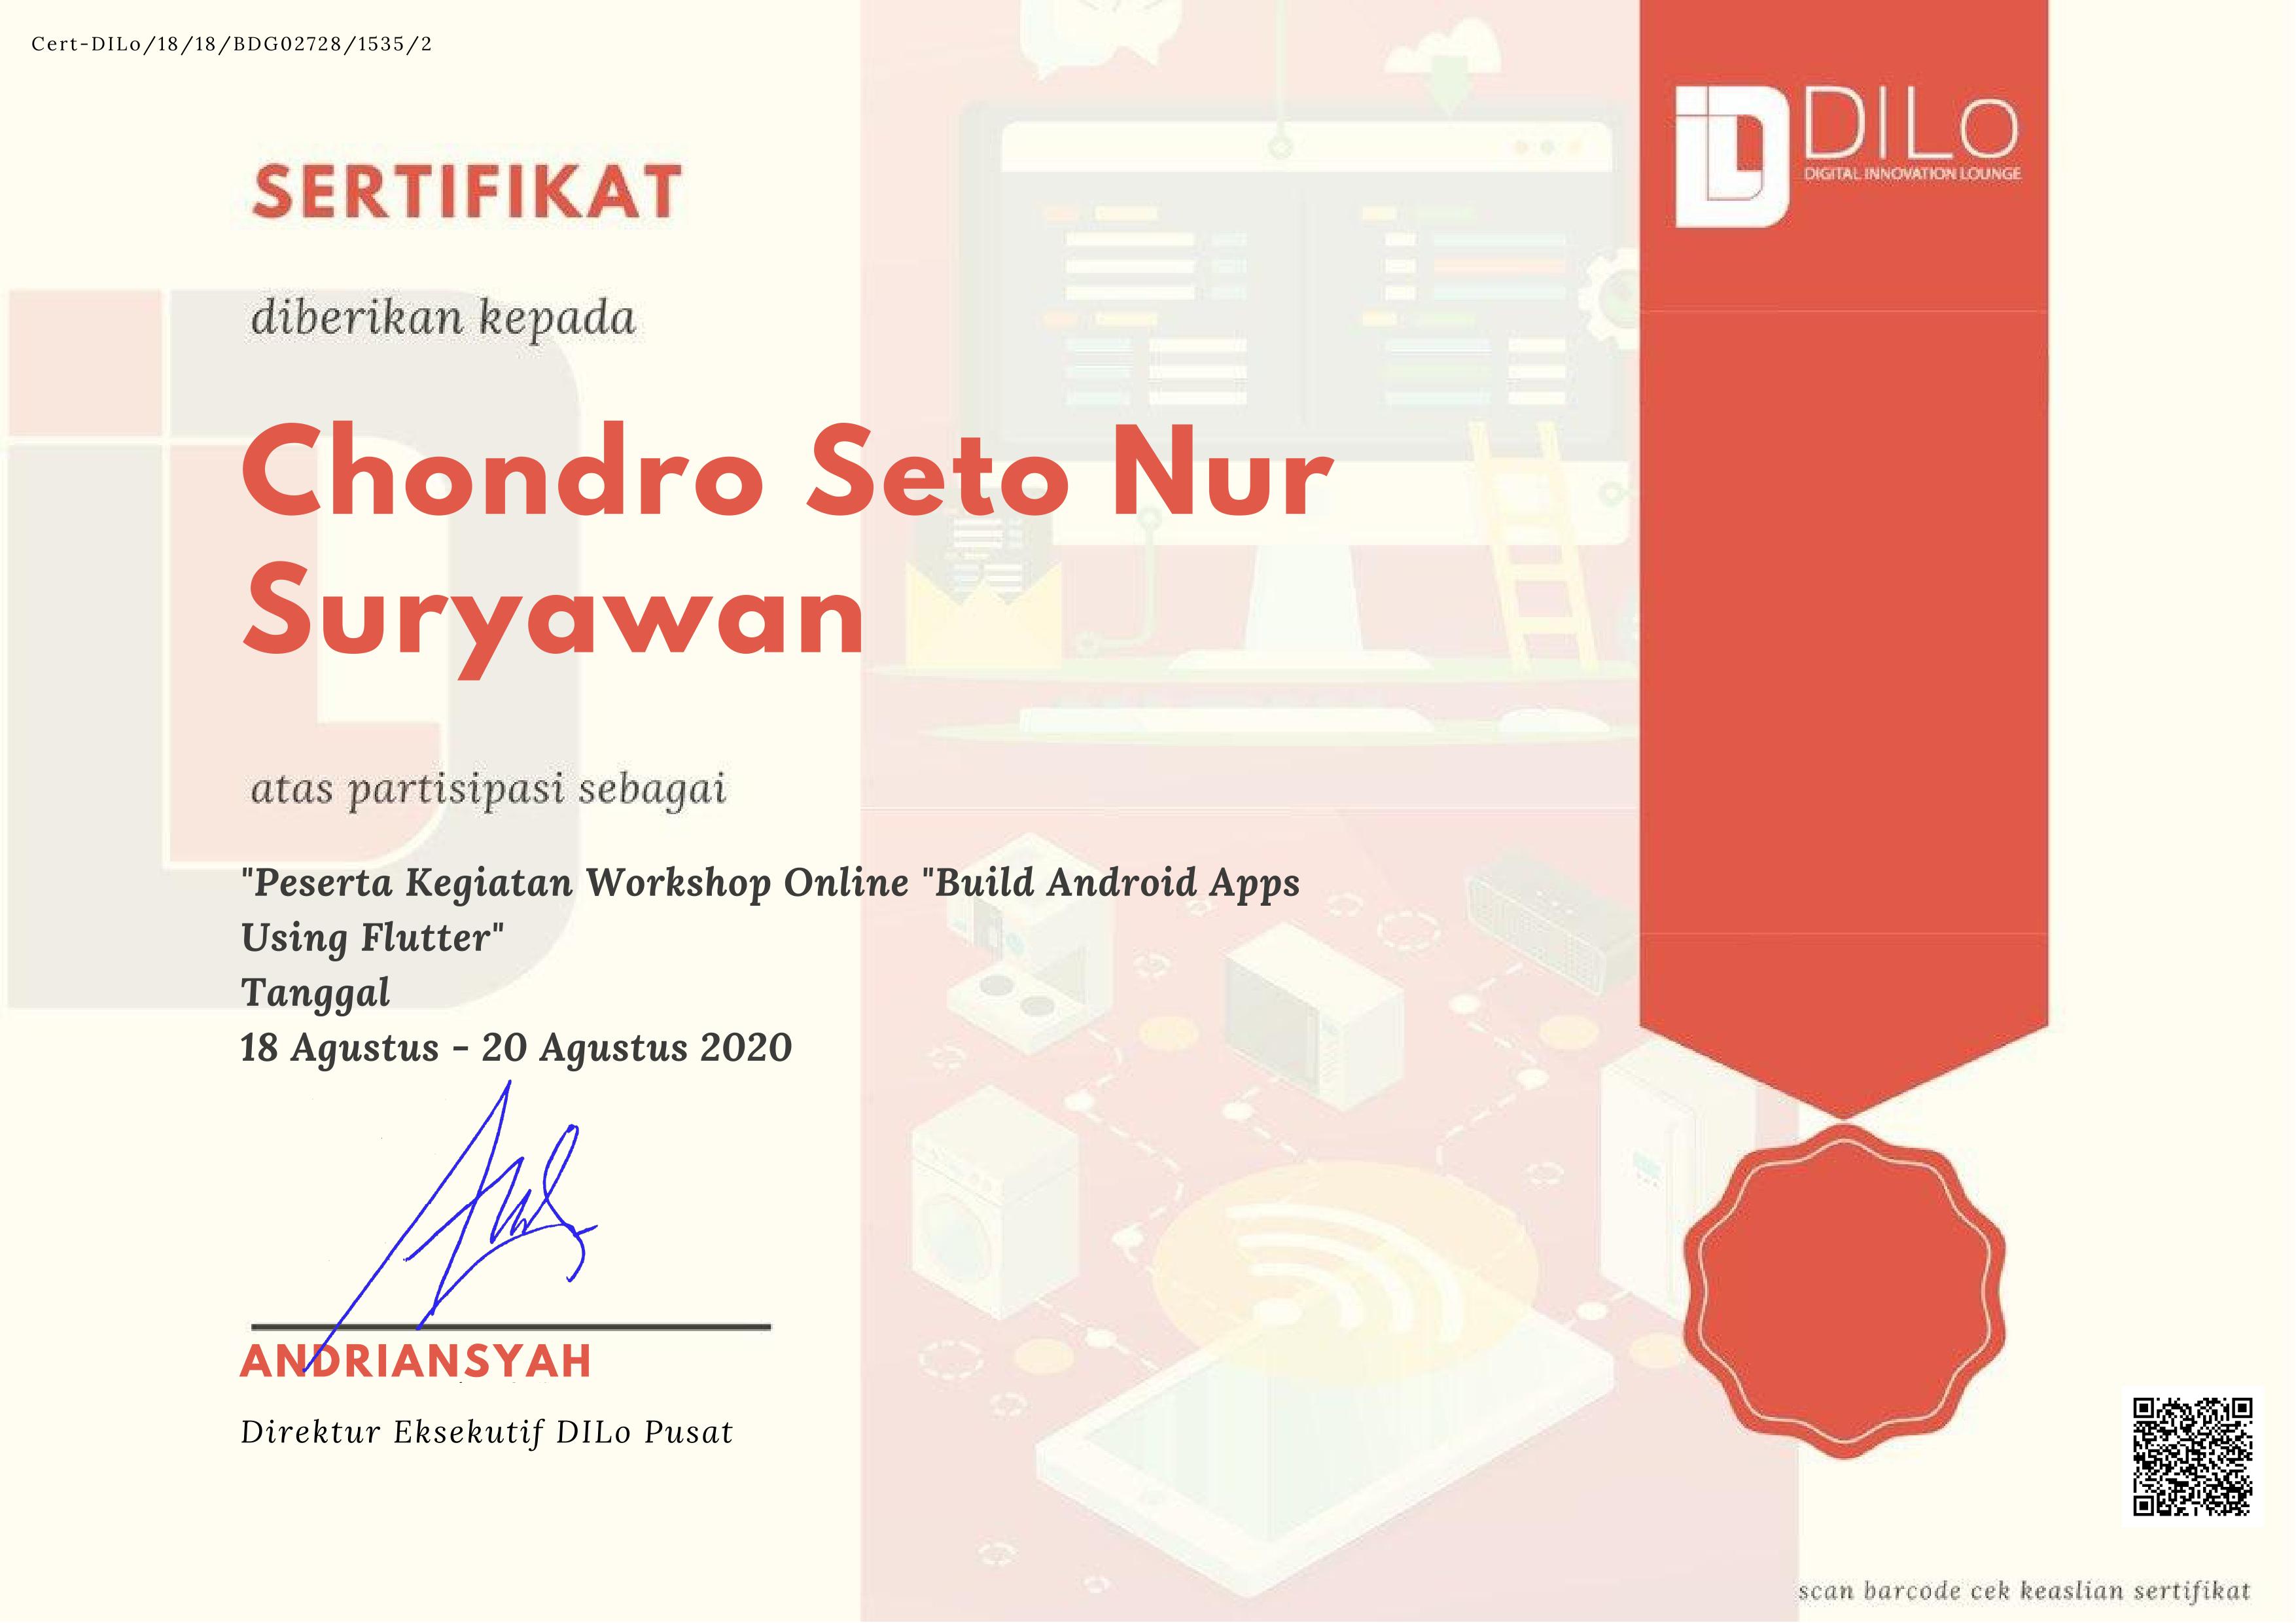 Cert-DILo/18/18/BDG02728/1535/2
DILo
DIGITAL INNOVATION LOUNGE
SERTIFIKAT
diberikan kepada
Chondro Seto Nur
Suryawan
atas partisipasi sebagai
"Peserta Kegiatan Workshop Online "Build Android Apps
Using Flutter"
Tanggal
18 Agustus - 20 Agustus 2020
ANDRIANSYAH
Direktur Eksekutif DILo Pusat
scan barcode cek keaslian sertifikat